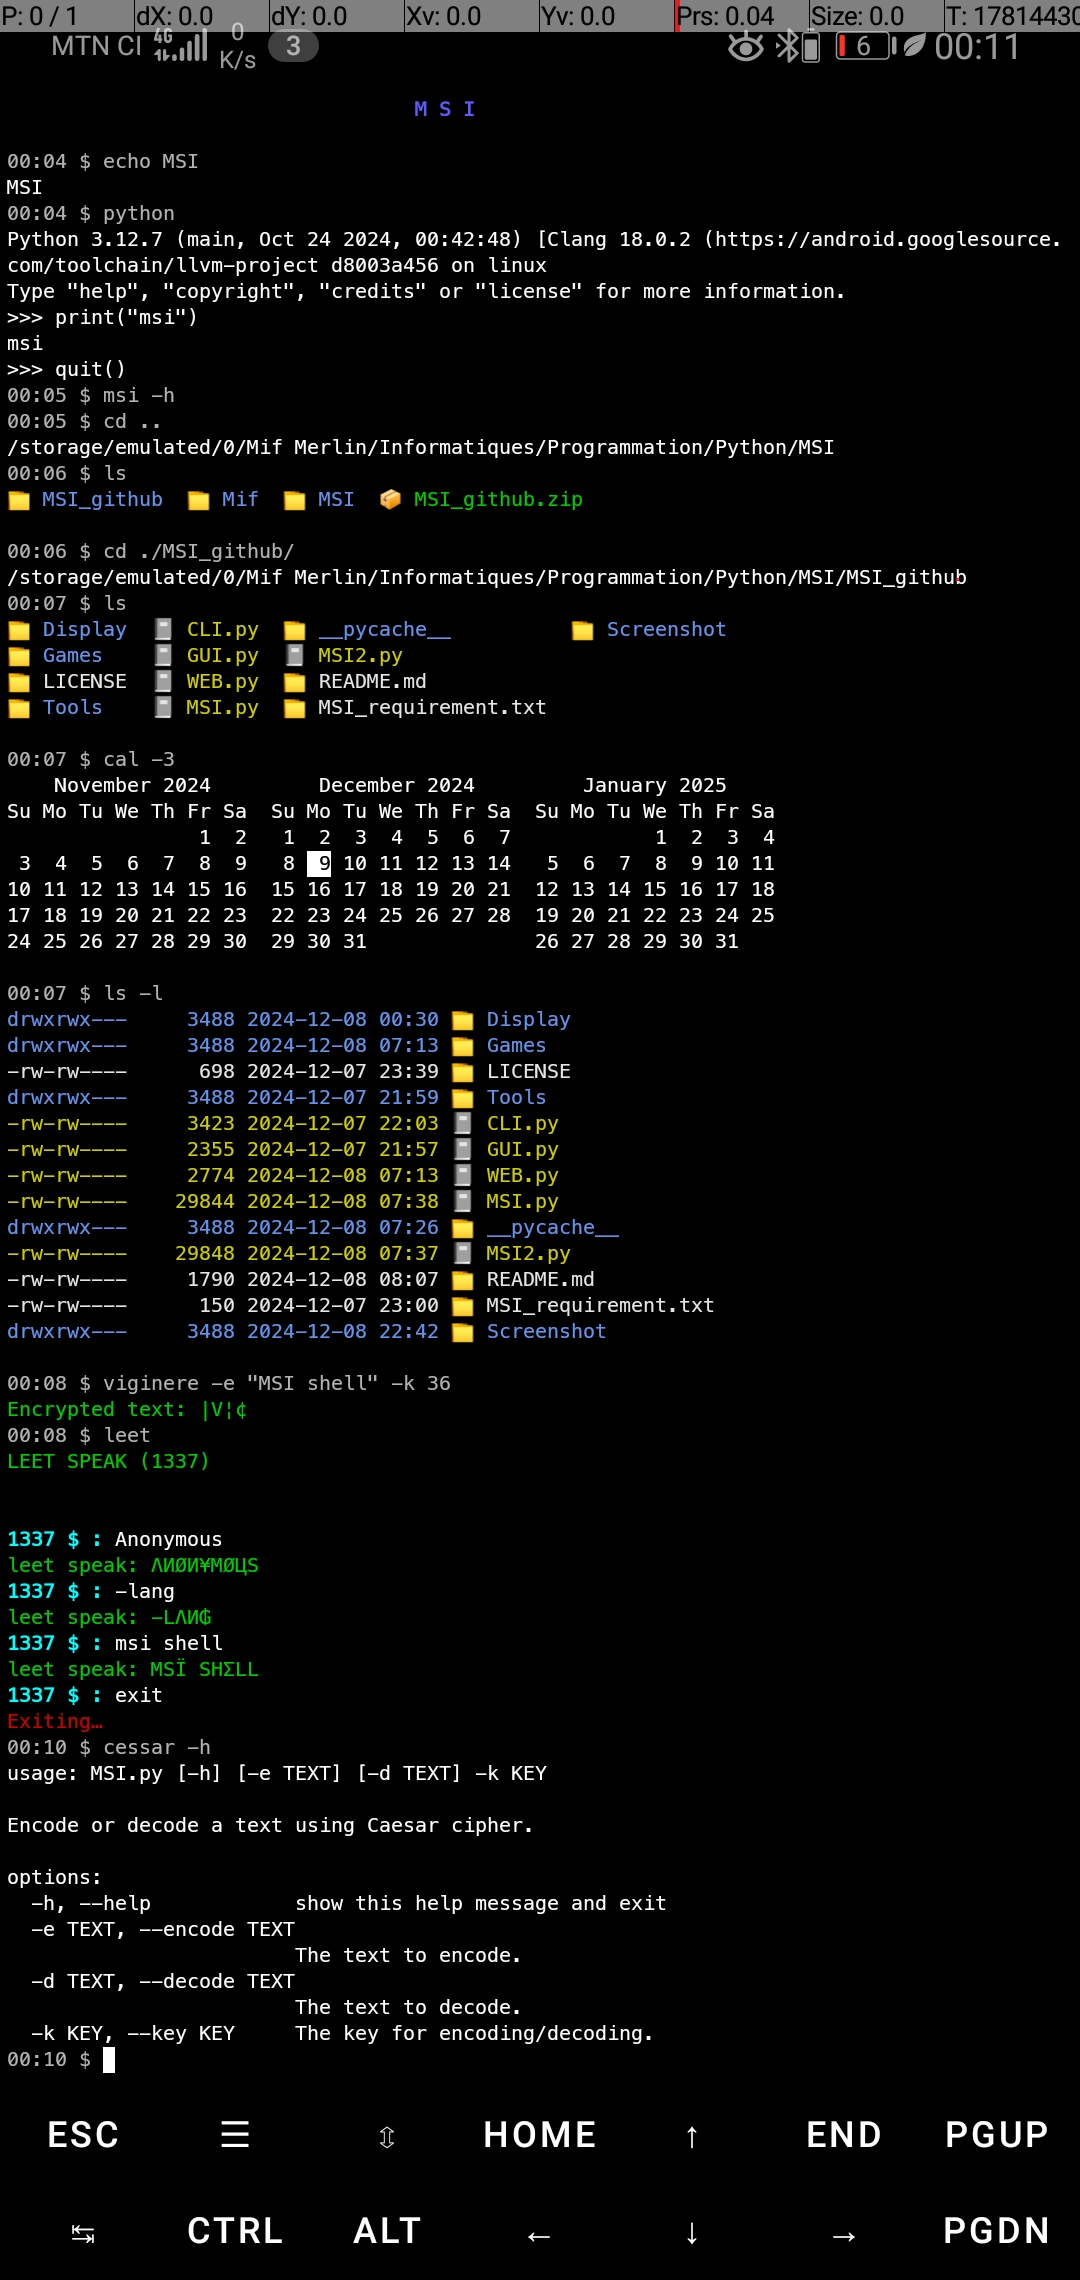 P: 0 / 1 dX: 0.0 dY: 0.0 Xv: 0.0 Yv: 0.0 Prs: 0.04 Size: 0.0 T: 17814430
MTN CI 4G 0 K/s 3 6 00:11
M S I
00:04 $ echo MSI
MSI
00:04 $ python
Python 3.12.7 (main, Oct 24 2024, 00:42:48) [Clang 18.0.2 (https://android.googlesource.
com/toolchain/llvm-project d8003a456 on linux
Type "help", "copyright", "credits" or "license" for more information.
>>> print("msi")
msi
>>> quit()
00:05 $ msi -h
00:05 $ cd ..
/storage/emulated/0/Mif Merlin/Informatiques/Programmation/Python/MSI
00:06 $ ls
MSI_github Mif MSI MSI_github.zip
00:06 $ cd ./MSI_github/
/storage/emulated/0/Mif Merlin/Informatiques/Programmation/Python/MSI/MSI_github
00:07 $ ls
Display CLI.py __pycache__ Screenshot
Games GUI.py MSI2.py
LICENSE WEB.py README.md
Tools MSI.py MSI_requirement.txt
00:07 $ cal -3
November 2024 December 2024 January 2025
Su Mo Tu We Th Fr Sa Su Mo Tu We Th Fr Sa Su Mo Tu We Th Fr Sa
1 2 1 2 3 4 5 6 7 1 2 3 4
3 4 5 6 7 8 9 8 9 10 11 12 13 14 5 6 7 8 9 10 11
10 11 12 13 14 15 16 15 16 17 18 19 20 21 12 13 14 15 16 17 18
17 18 19 20 21 22 23 22 23 24 25 26 27 28 19 20 21 22 23 24 25
24 25 26 27 28 29 30 29 30 31 26 27 28 29 30 31
00:07 $ ls -l
drwxrwx--- 3488 2024-12-08 00:30 Display
drwxrwx--- 3488 2024-12-08 07:13 Games
-rw-rw---- 698 2024-12-07 23:39 LICENSE
drwxrwx--- 3488 2024-12-07 21:59 Tools
-rw-rw---- 3423 2024-12-07 22:03 CLI.py
-rw-rw---- 2355 2024-12-07 21:57 GUI.py
-rw-rw---- 2774 2024-12-08 07:13 WEB.py
-rw-rw---- 29844 2024-12-08 07:38 MSI.py
drwxrwx--- 3488 2024-12-08 07:26 __pycache__
-rw-rw---- 29848 2024-12-08 07:37 MSI2.py
-rw-rw---- 1790 2024-12-08 08:07 README.md
-rw-rw---- 150 2024-12-07 23:00 MSI_requirement.txt
drwxrwx--- 3488 2024-12-08 22:42 Screenshot
00:08 $ viginere -e "MSI shell" -k 36
Encrypted text: |V¦¢
00:08 $ leet
LEET SPEAK (1337)
1337 $ : Anonymous
leet speak: ΛИØИ¥MØЦS
1337 $ : -lang
leet speak: -LΛИ₲
1337 $ : msi shell
leet speak: MSÏ SHΣLL
1337 $ : exit
Exiting…
00:10 $ cessar -h
usage: MSI.py [-h] [-e TEXT] [-d TEXT] -k KEY
Encode or decode a text using Caesar cipher.
options:
-h, --help show this help message and exit
-e TEXT, --encode TEXT
The text to encode.
-d TEXT, --decode TEXT
The text to decode.
-k KEY, --key KEY The key for encoding/decoding.
00:10 $
ESC ☰ ⇳ HOME ↑ END PGUP
↹ CTRL ALT ← ↓ → PGDN